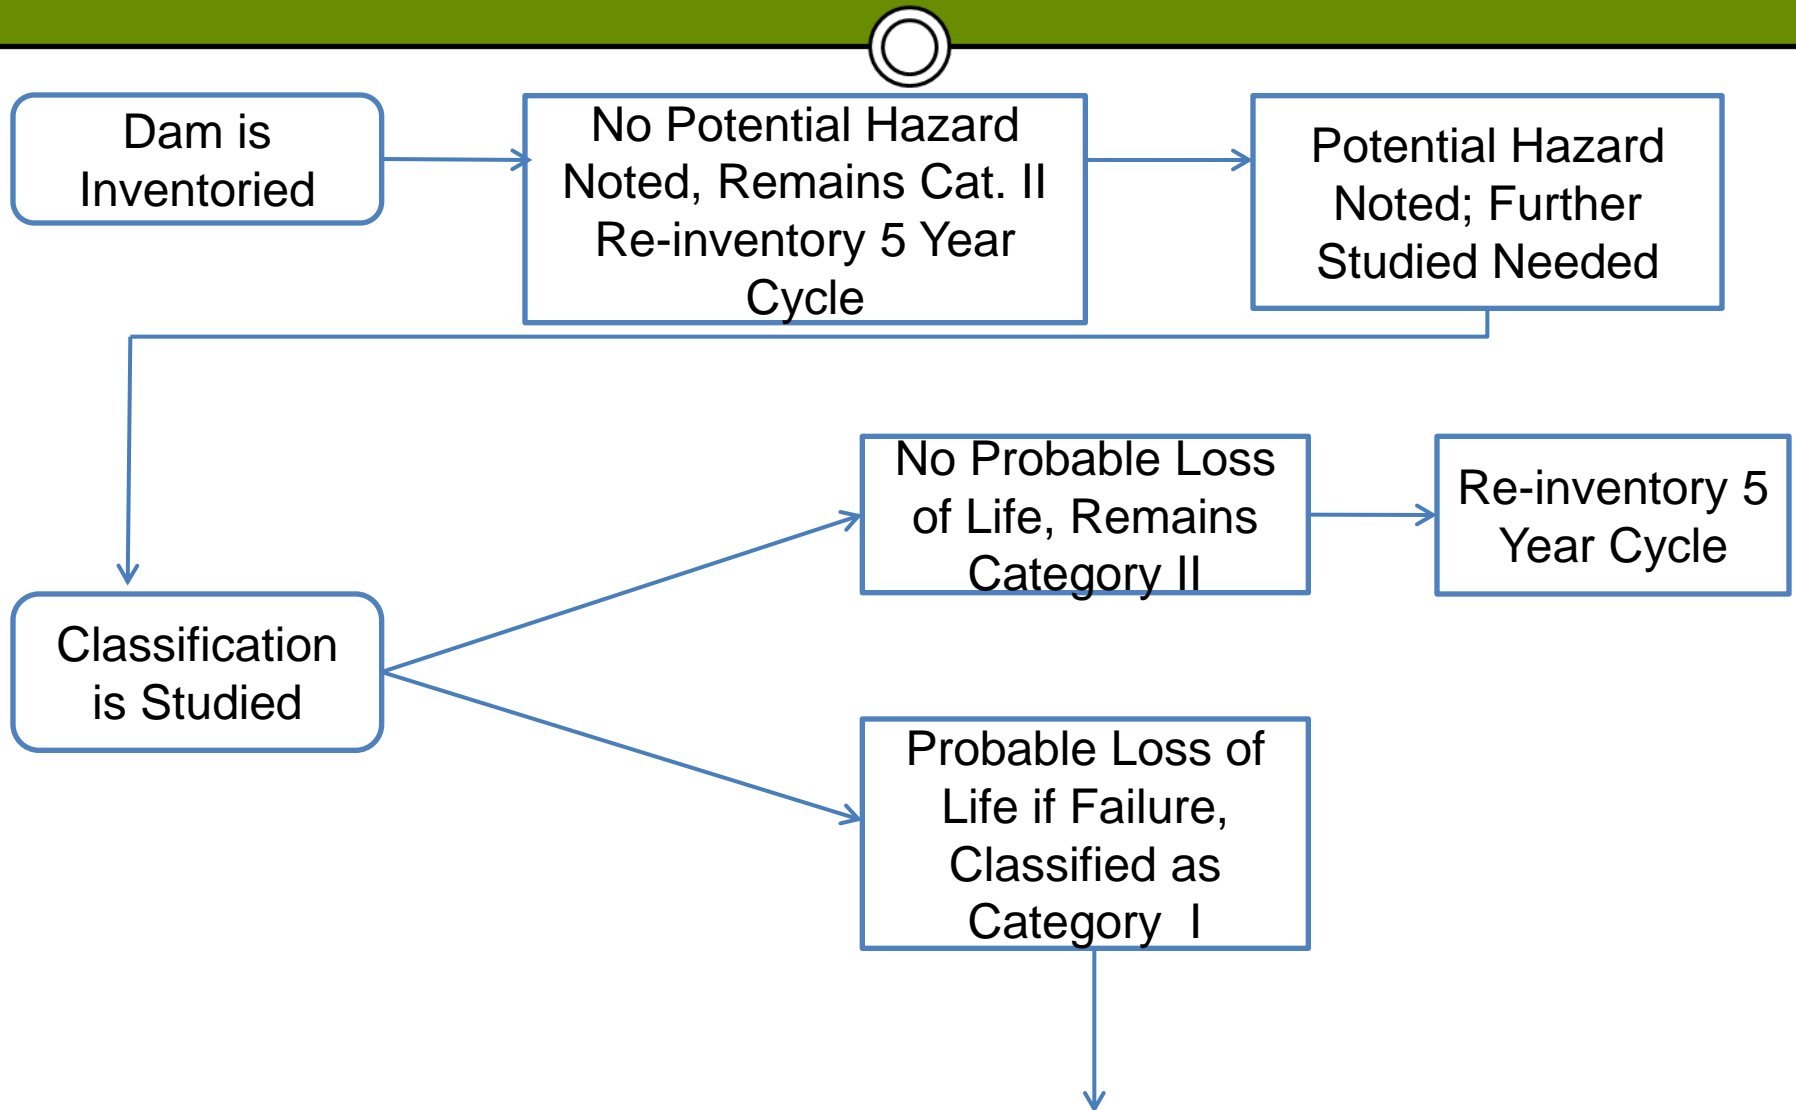 Dam is
Inventoried
No Potential Hazard
Noted, Remains Cat. II
Re-inventory 5 Year
Cycle
Potential Hazard
Noted; Further
Studied Needed
No Probable Loss
of Life, Remains
Category II
Re-inventory 5
Year Cycle
Classification
is Studied
Probable Loss of
Life if Failure,
Classified as
Category  I